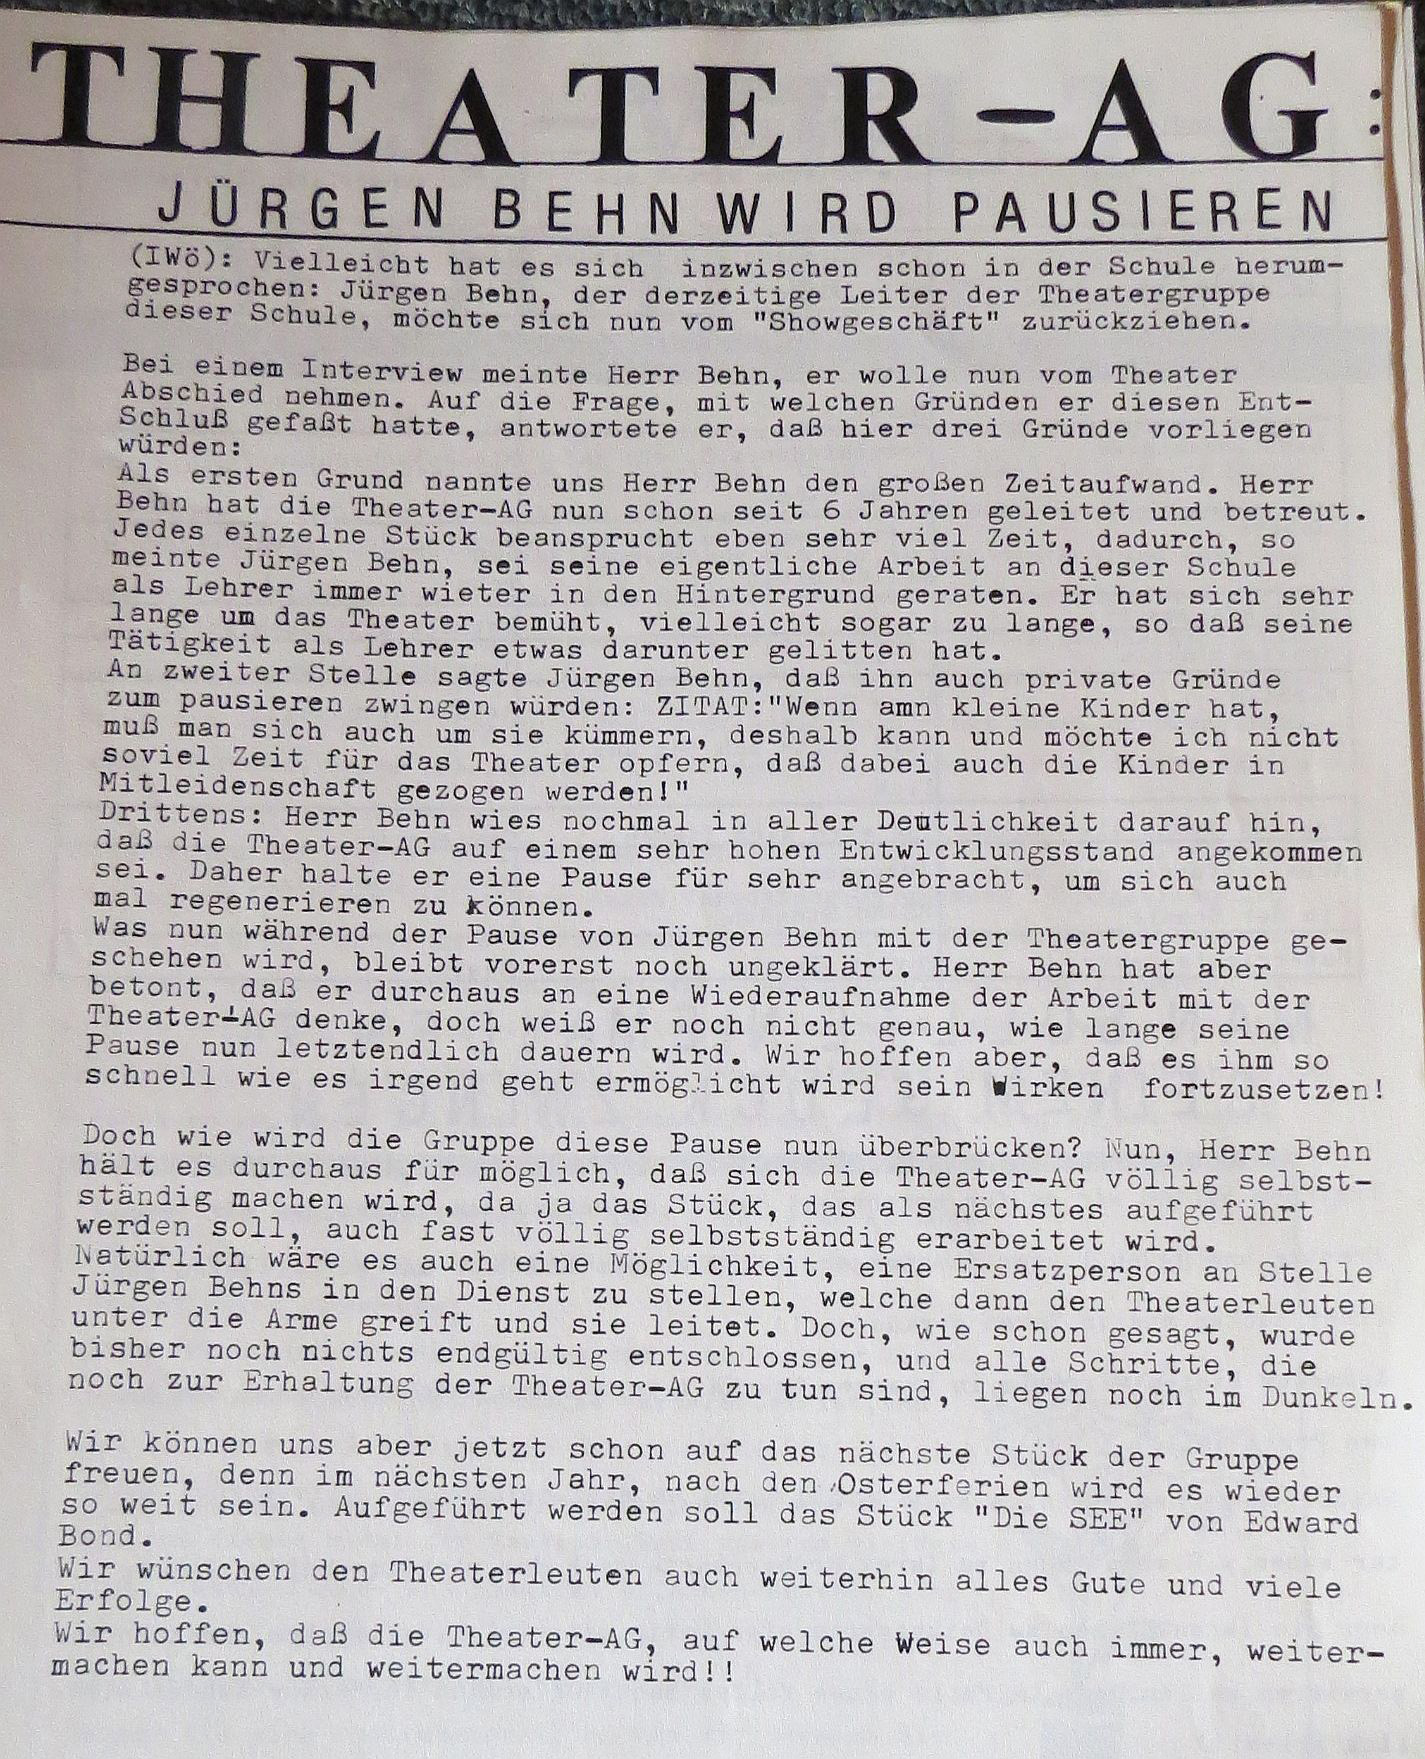 THEATER-AG:
JÜRGEN BEHN WIRD PAUSIEREN
(IWö): Vielleicht hat es sich inzwischen schon in der Schule herum-
gesprochen: Jürgen Behn, der derzeitige Leiter der Theatergruppe
dieser Schule, möchte sich nun vom "Showgeschäft" zurückziehen.
Bei einem Interview meinte Herr Behn, er wolle nun vom Theater
Abschied nehmen. Auf die Frage, mit welchen Gründen er diesen Ent-
Schluß gefaßt hatte, antwortete er, daß hier drei Gründe vorliegen
würden:
Als ersten Grund nannte uns Herr Behn den großen Zeitaufwand. Herr
Behn hat die Theater-AG nun schon seit 6 Jahren geleitet und betreut.
Jedes einzelne Stück beansprucht eben sehr viel Zeit, dadurch, so
meinte Jürgen Behn, sei seine eigentliche Arbeit an dieser Schule
als Lehrer immer wieter in den Hintergrund geraten. Er hat sich sehr
lange um das Theater bemüht, vielleicht sogar zu lange, so daß seine
Tätigkeit als Lehrer etwas darunter gelitten hat.
An zweiter Stelle sagte Jürgen Behn, daß ihn auch private Gründe
zum pausieren zwingen würden: ZITAT:"Wenn amn kleine Kinder hat,
muß man sich auch um sie kümmern, deshalb kann und möchte ich nicht
soviel Zeit für das Theater opfern, daß dabei auch die Kinder in
Mitleidenschaft gezogen werden!"
Drittens: Herr Behn wies nochmal in aller Deutlichkeit darauf hin,
daß die Theater-AG auf einem sehr hohen Entwicklungsstand angekommen
sei. Daher halte er eine Pause für sehr angebracht, um sich auch
mal regenerieren zu können.
Was nun während der Pause von Jürgen Behn mit der Theatergruppe ge-
schehen wird, bleibt vorerst noch ungeklärt. Herr Behn hat aber
betont, daß er durchaus an eine Wiederaufnahme der Arbeit mit der
Theater-AG denke, doch weiß er noch nicht genau, wie lange seine
Pause nun letztendlich dauern wird. Wir hoffen aber, daß es ihm so
schnell wie es irgend geht ermöglicht wird sein Wirken fortzusetzen!
Doch wie wird die Gruppe diese Pause nun überbrücken? Nun, Herr Behn
hält es durchaus für möglich, daß sich die Theater-AG völlig selbst-
ständig machen wird, da ja das Stück, das als nächstes aufgeführt
werden soll, auch fast völlig selbstständig erarbeitet wird.
Natürlich wäre es auch eine Möglichkeit, eine Ersatzperson an Stelle
Jürgen Behns in den Dienst zu stellen, welche dann den Theaterleuten
unter die Arme greift und sie leitet. Doch, wie schon gesagt, wurde
bisher noch nichts endgültig entschlossen, und alle Schritte, die
noch zur Erhaltung der Theater-AG zu tun sind, liegen noch im Dunkeln.
Wir können uns aber jetzt schon auf das nächste Stück der Gruppe
freuen, denn im nächsten Jahr, nach den Osterferien wird es wieder
so weit sein. Aufgeführt werden soll das Stück "Die SEE" von Edward
Bond.
Wir wünschen den Theaterleuten auch weiterhin alles Gute und viele
Erfolge.
Wir hoffen, daß die Theater-AG, auf welche Weise auch immer, weiter-
machen kann und weitermachen wird!!